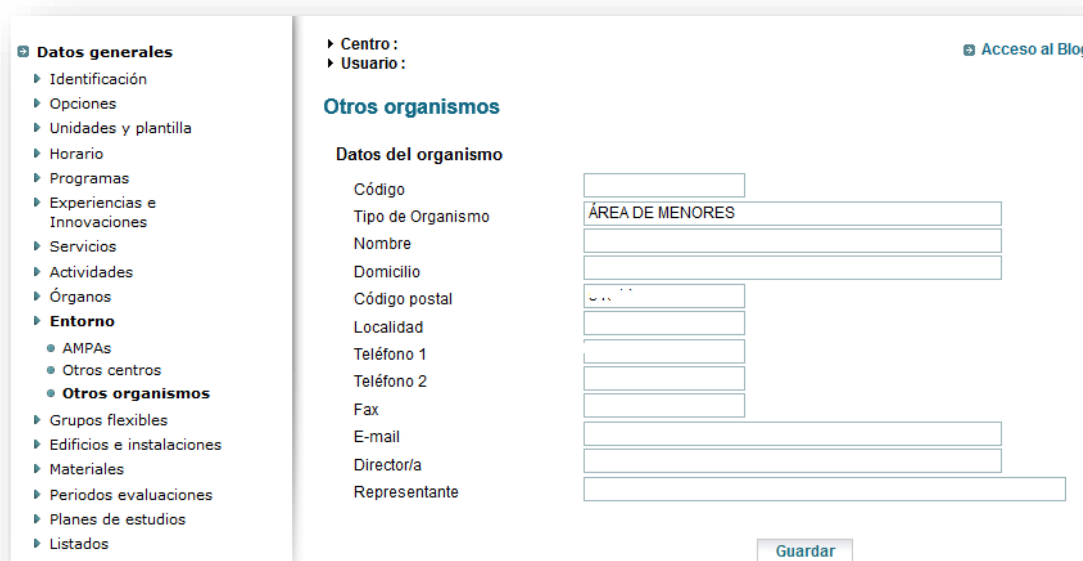 Datos generales
Identificación
Opciones
Unidades y plantilla
Horario
Programas
Experiencias e
Innovaciones
Servicios
Actividades
Órganos
Entorno
AMPAs
Otros centros
Otros organismos
Grupos flexibles
Edificios e instalaciones
Materiales
Periodos evaluaciones
Planes de estudios
Listados
Centro :
Usuario :
Acceso al Blog
Otros organismos
Datos del organismo
Código
Tipo de Organismo ÁREA DE MENORES
Nombre
Domicilio
Código postal
Localidad
Teléfono 1
Teléfono 2
Fax
E-mail
Director/a
Representante
Guardar